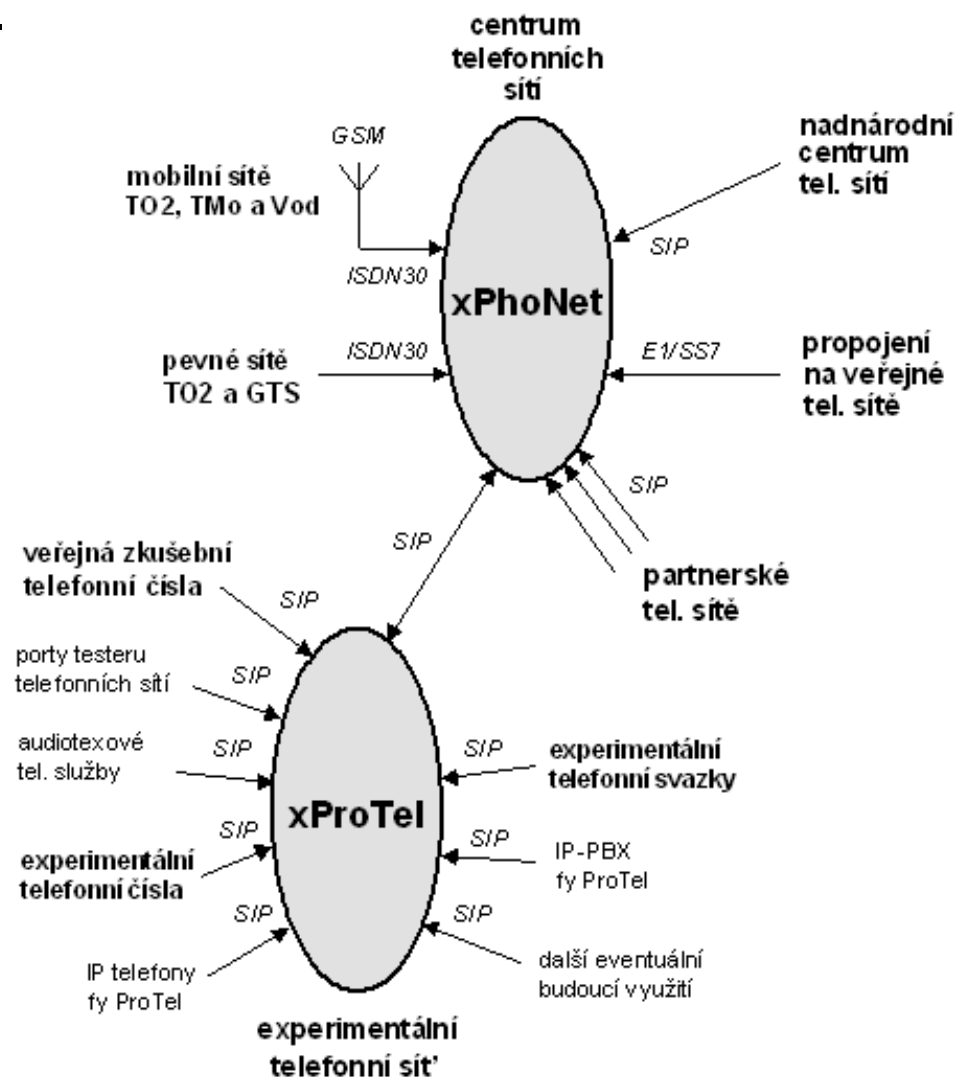 centrum
telefonních
sítí
GSM
mobilní sítě
TO2, TMo a Vod
nadnárodní
centrum
tel. sítí
SIP
ISDN30
xPhoNet
pevné sítě
TO2 a GTS
ISDN30
E1/SS7
propojení
na veřejné
tel. sítě
SIP
SIP
partnerské
tel. sítě
veřejná zkušební
telefonní čísla
SIP
porty testeru
telefonních sítí
SIP
audiotexové
tel. služby
SIP
SIP
experimentální
telefonní svazky
xProTel
experimentální
telefonní čísla
SIP
SIP
IP-PBX
fy ProTel
SIP
IP telefony
fy ProTel
SIP
další eventuální
budoucí využití
experimentální
telefonní síť